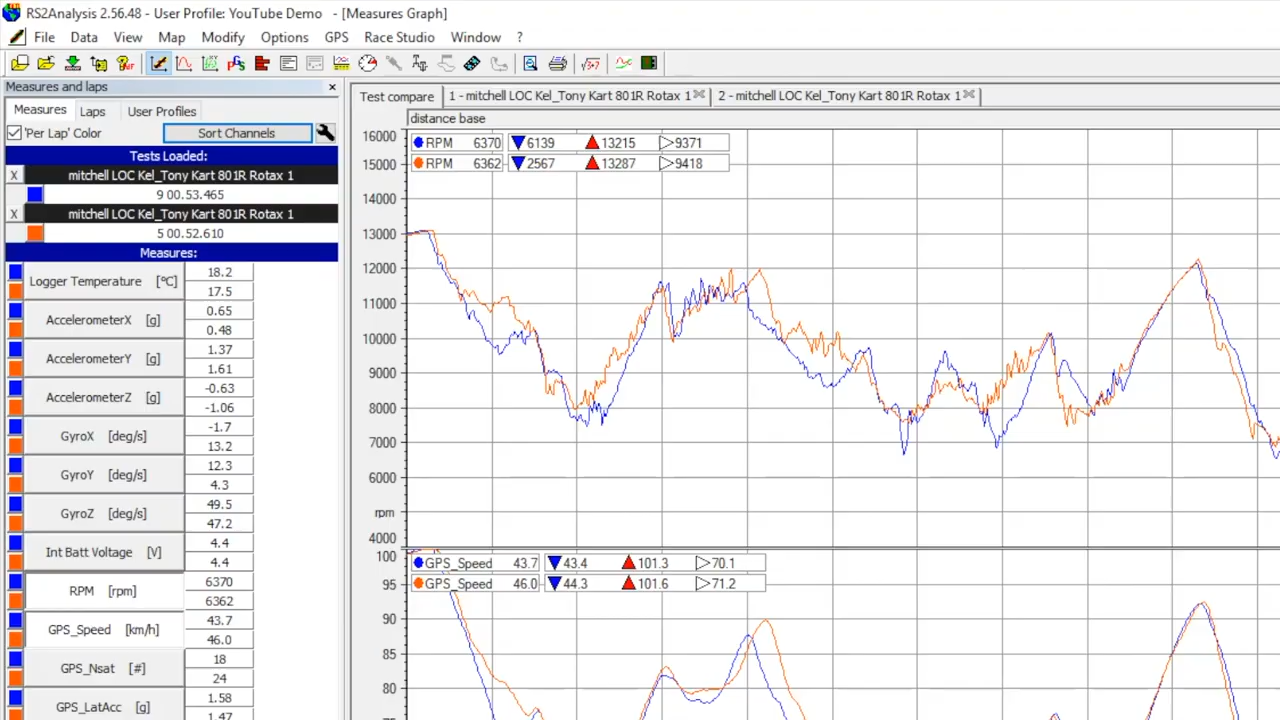 RS2Analysis 2.56.48 - User Profile: YouTube Demo - [Measures Graph]
File Data View Map Modify Options GPS Race Studio Window ?
Measures and laps
Measures Laps User Profiles
'Per Lap' Color Sort Channels
Tests Loaded:
X mitchell LOC Kel_Tony Kart 801R Rotax 1
9 00.53.465
X mitchell LOC Kel_Tony Kart 801R Rotax 1
5 00.52.610
Measures:
Logger Temperature [ºC] 18.2
17.5
AccelerometerX [g] 0.65
0.48
AccelerometerY [g] 1.37
1.61
AccelerometerZ [g] -0.63
-1.06
GyroX [deg/s] -1.7
13.2
GyroY [deg/s] 12.3
4.3
GyroZ [deg/s] 49.5
47.2
Int Batt Voltage [V] 4.4
4.4
RPM [rpm] 6370
6362
GPS_Speed [km/h] 43.7
46.0
GPS_Nsat [#] 18
24
GPS_LatAcc [g] 1.58
1.47
Test compare 1 - mitchell LOC Kel_Tony Kart 801R Rotax 1 2 - mitchell LOC Kel_Tony Kart 801R Rotax 1
distance base
RPM 6370 6139 13215 9371
RPM 6362 2567 13287 9418
16000
15000
14000
13000
12000
11000
10000
9000
8000
7000
6000
rpm
4000
GPS_Speed 43.7 43.4 101.3 70.1
GPS_Speed 46.0 44.3 101.6 71.2
100
95
90
85
80